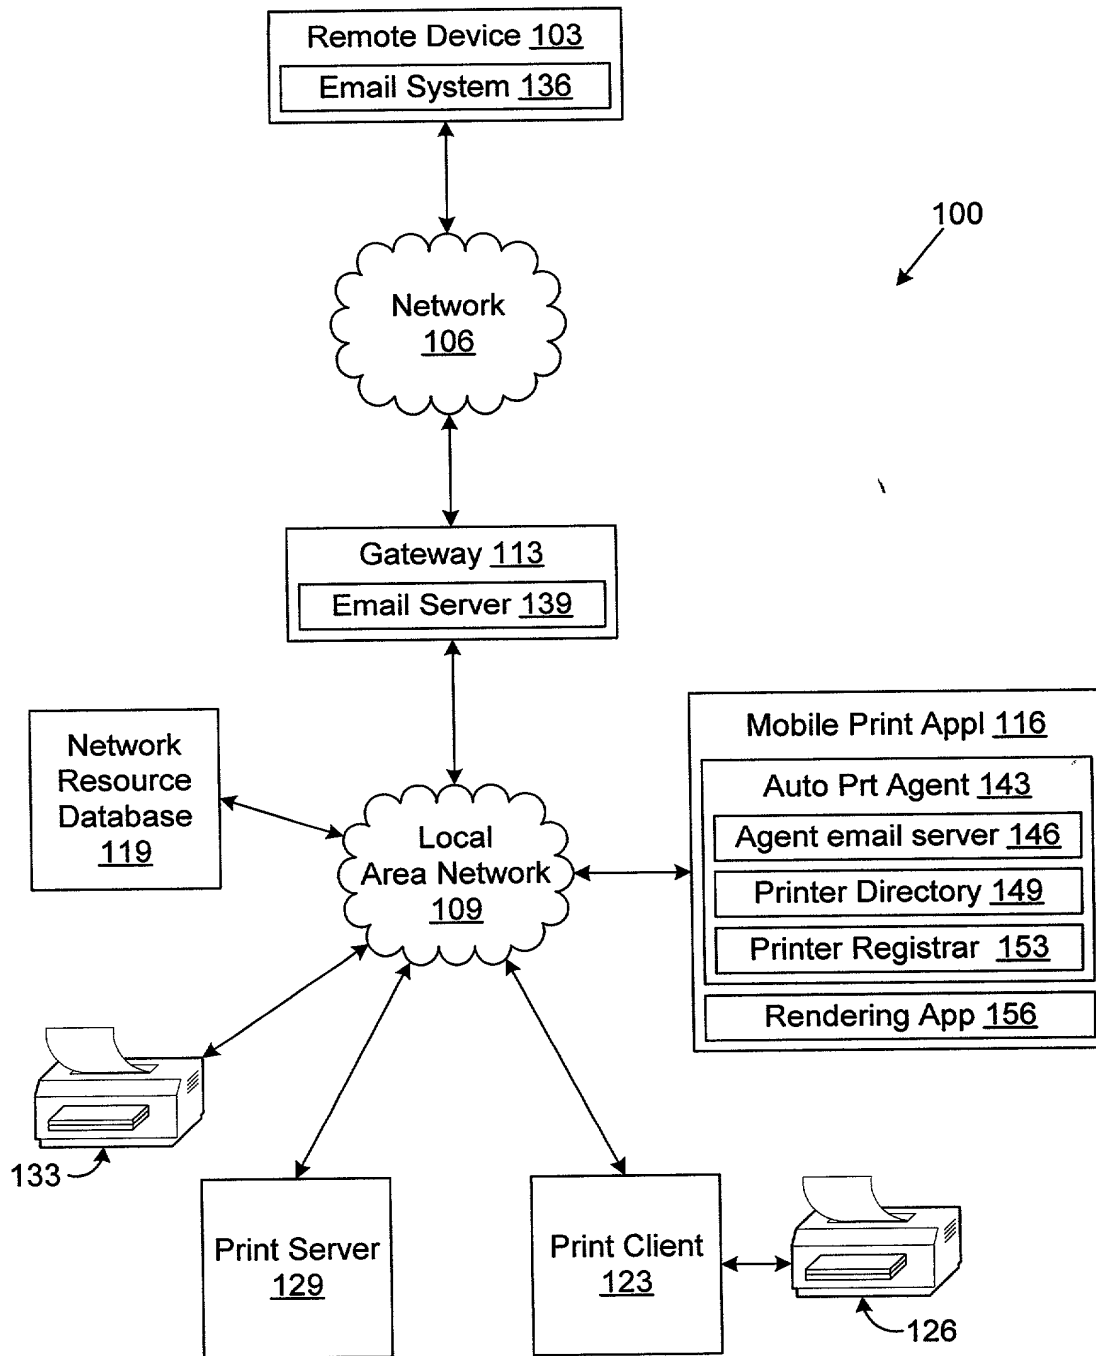 Remote Device 103
Email System 136
100
Network
106
Gateway 113
Email Server 139
Network
Resource
Database
119
Local
Area Network
109
Mobile Print Appl 116
Auto Prt Agent 143
Agent email server 146
Printer Directory 149
Printer Registrar 153
Rendering App 156
133
Print Server
129
Print Client
123
126